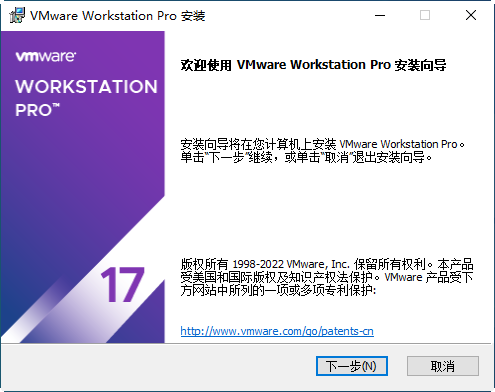 VMware Workstation Pro 安装
vmware®
WORKSTATION
PRO™
17
欢迎使用 VMware Workstation Pro 安装向导
安装向导将在您计算机上安装 VMware Workstation Pro。
单击“下一步”继续，或单击“取消”退出安装向导。
版权所有 1998-2022 VMware, Inc. 保留所有权利。本产品
受美国和国际版权及知识产权法保护。VMware 产品受下
方网站中所列的一项或多项专利保护:
http://www.vmware.com/go/patents-cn
下一步(N)
取消